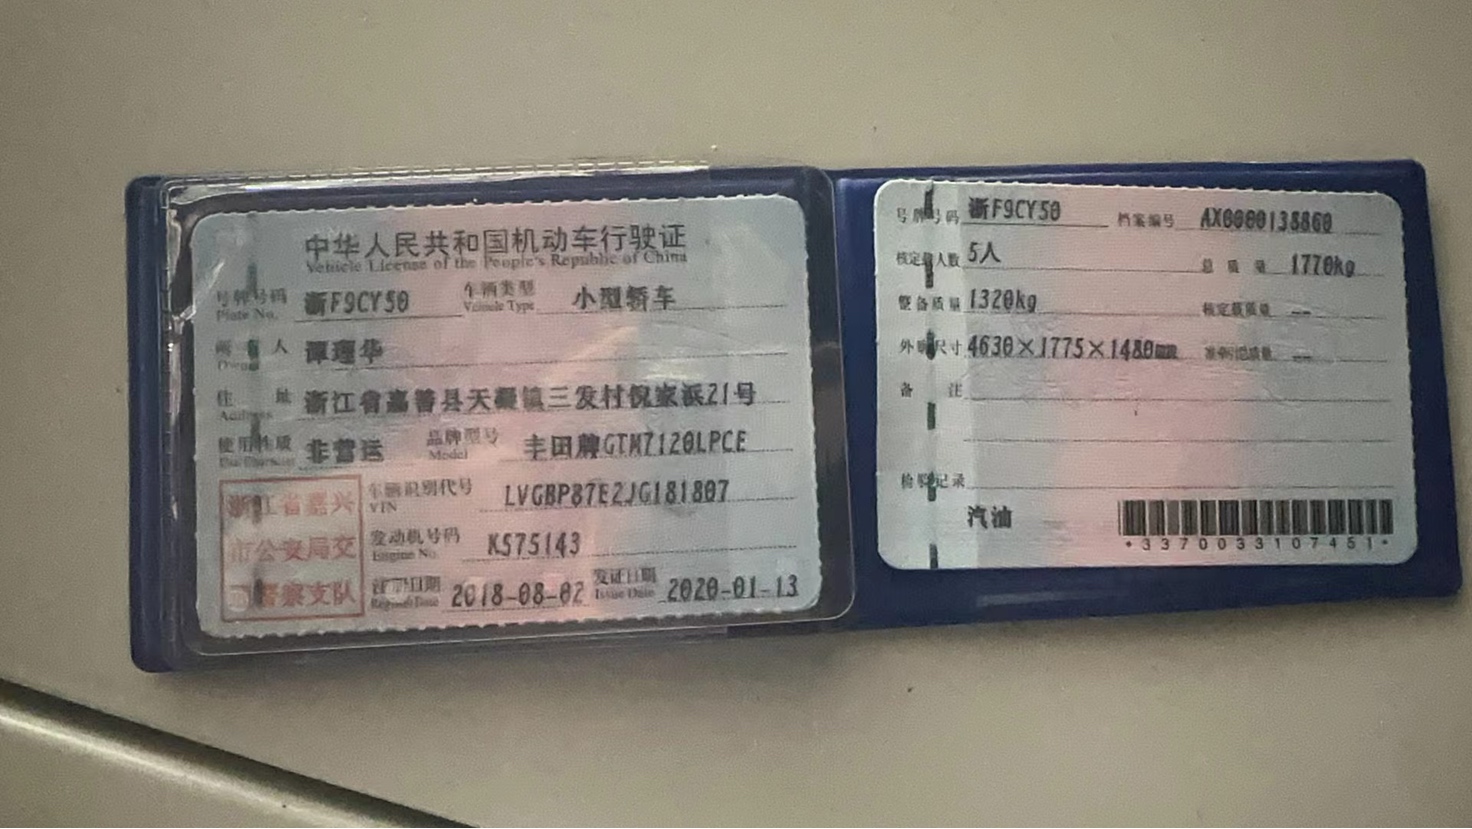 中华人民共和国机动车行驶证
Vehicle License of the People's Republic of China
号牌号码 浙F9CY50 车辆类型 小型轿车
Plate No. Vehicle Type
人 谭理华
住 址 浙江省嘉善县天凝镇三发村倪家浜21号
Address
使用性质 非营运 品牌型号 丰田牌GTM7120LPCE
Use Character Model
车辆识别代号 LVGBP87E2JG181807
VIN
发动机号码 K575143
Engine No.
注册日期 2018-08-02 发证日期 2020-01-13
Register Date Issue Date
浙江省嘉兴
市公安局交
警察支队
号牌号码 浙F9CY50 档案编号 AX0000138860
核定载人数 5人 总质量 1770kg
整备质量 1320kg 核定载质量 --
外廓尺寸 4630×1775×1480mm 准牵引总质量 --
备 注
检验记录
汽油
*3370033107451*